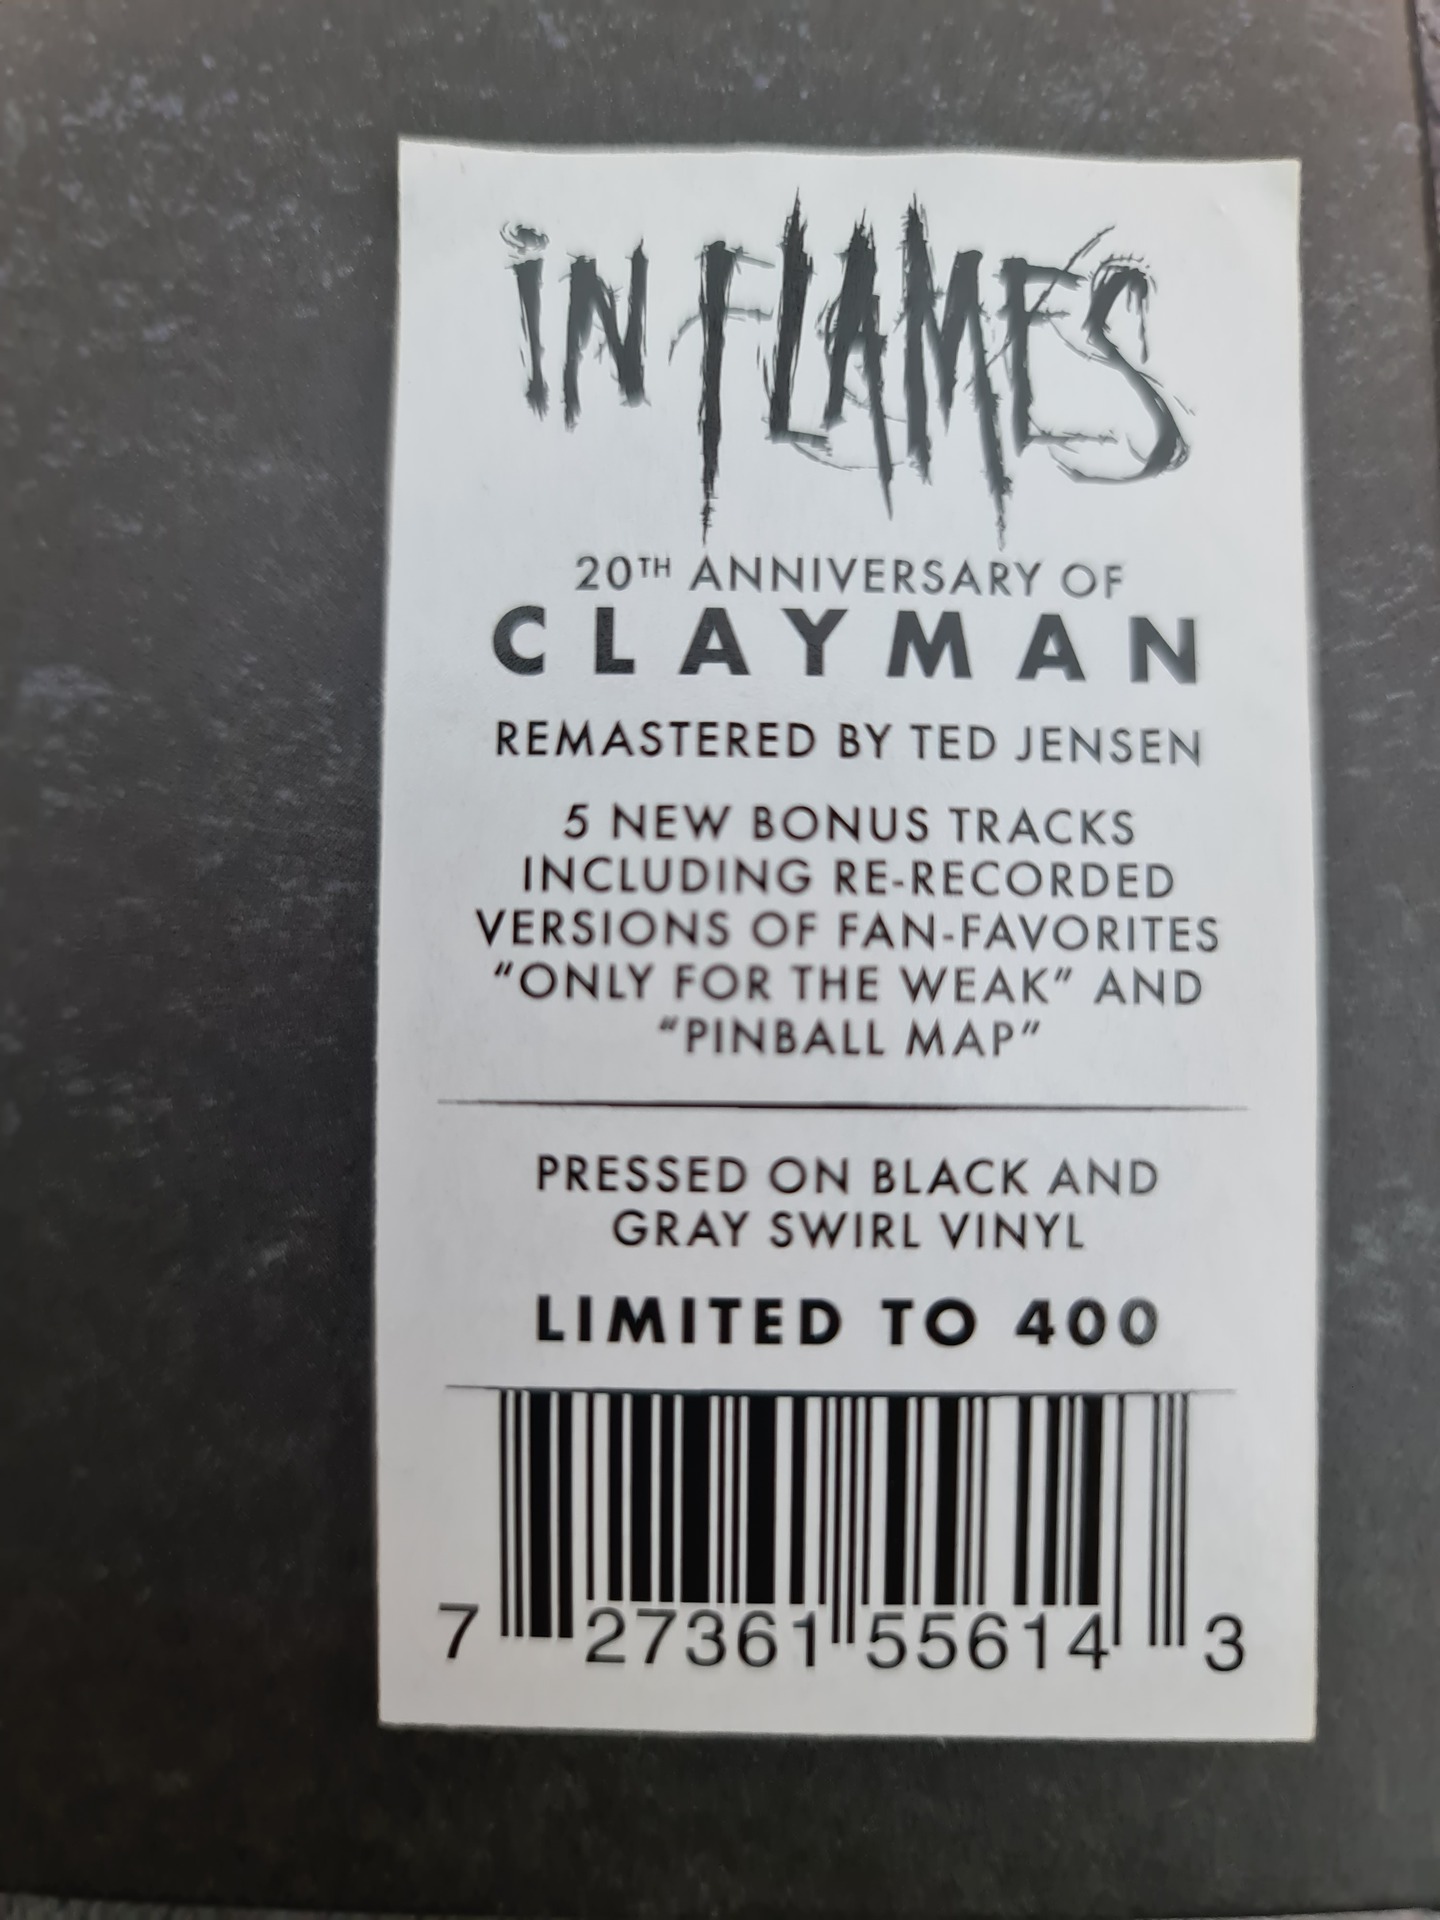 IN FLAMES
20TH ANNIVERSARY OF
CLAYMAN
REMASTERED BY TED JENSEN
5 NEW BONUS TRACKS
INCLUDING RE-RECORDED
VERSIONS OF FAN-FAVORITES
"ONLY FOR THE WEAK" AND
"PINBALL MAP"
PRESSED ON BLACK AND
GRAY SWIRL VINYL
LIMITED TO 400
7 27361 55614 3